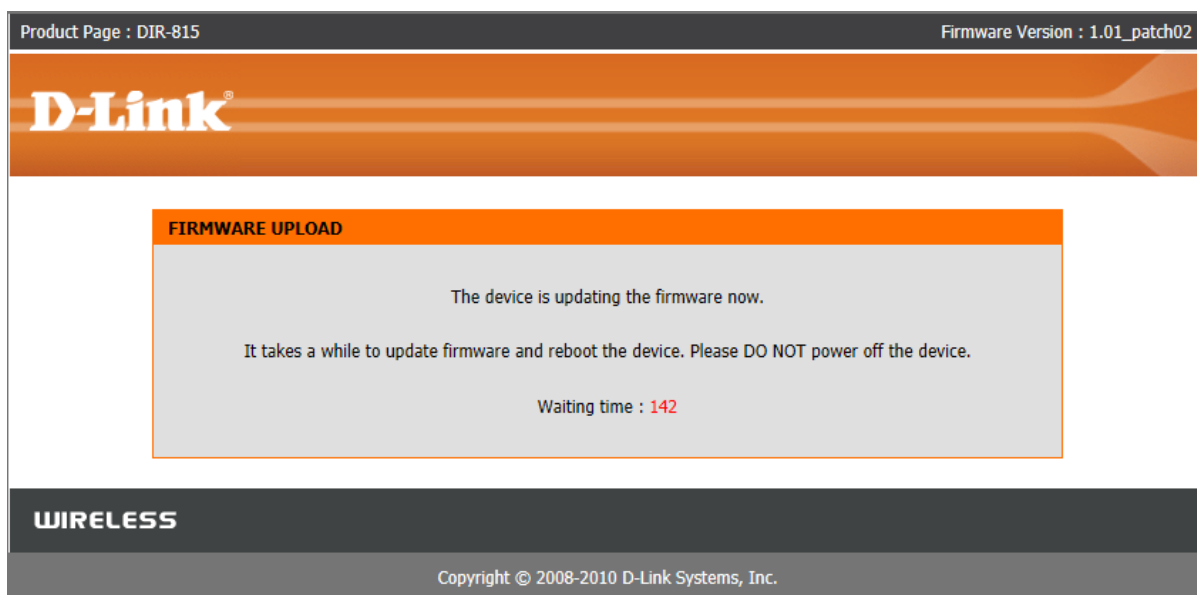 Product Page : DIR-815
Firmware Version : 1.01_patch02
D-Link®
FIRMWARE UPLOAD
The device is updating the firmware now.
It takes a while to update firmware and reboot the device. Please DO NOT power off the device.
Waiting time : 142
WIRELESS
Copyright © 2008-2010 D-Link Systems, Inc.